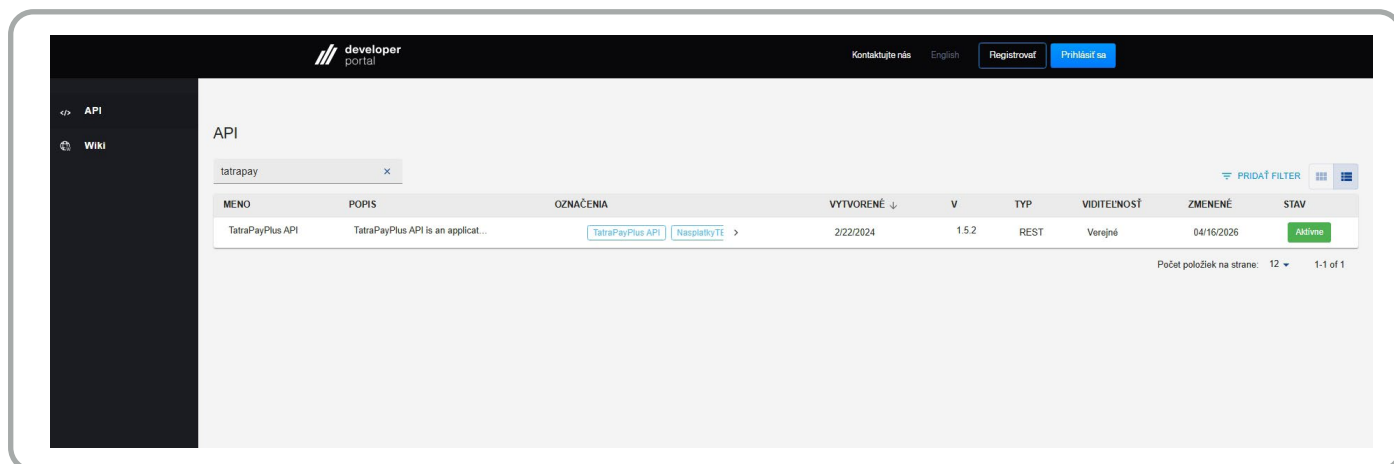 developer
portal
Kontaktujte nás English Registrovať Prihlásiť sa
API
Wiki
API
tatrapay
PRIDAŤ FILTER
MENO POPIS OZNAČENIA VYTVORENÉ V TYP VIDITEĽNOSŤ ZMENENÉ STAV
TatraPayPlus API TatraPayPlus API is an applicat... TatraPayPlus API NasplatkyTE 2/22/2024 1.5.2 REST Verejné 04/16/2026 Aktívne
Počet položiek na strane: 12 1-1 of 1